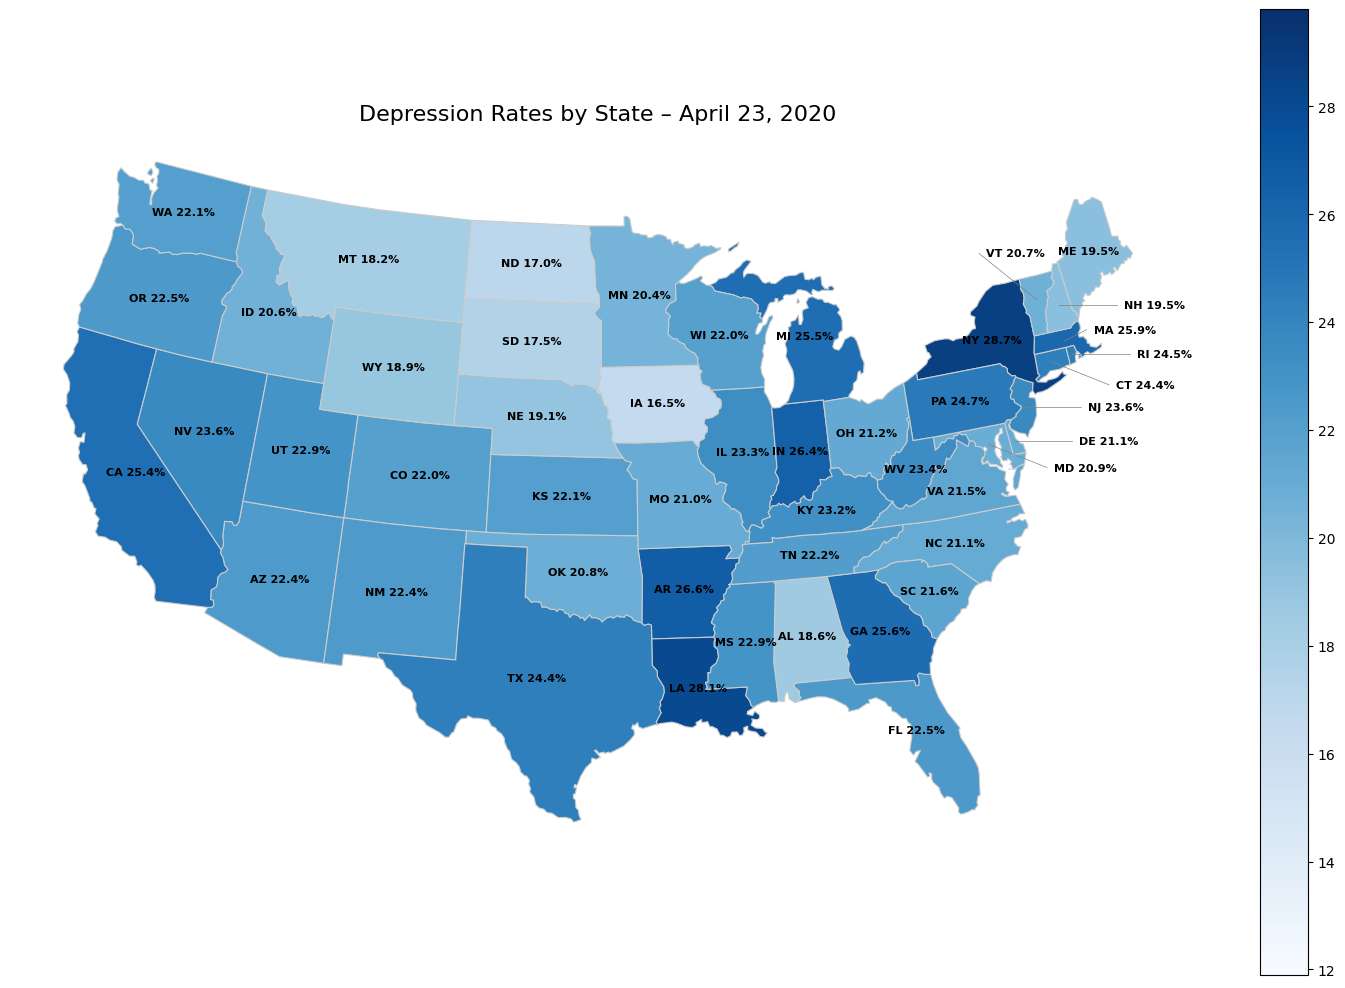 Depression Rates by State – April 23, 2020
WA 22.1%
OR 22.5%
CA 25.4%
NV 23.6%
ID 20.6%
MT 18.2%
WY 18.9%
UT 22.9%
AZ 22.4%
CO 22.0%
NM 22.4%
ND 17.0%
SD 17.5%
NE 19.1%
KS 22.1%
OK 20.8%
TX 24.4%
MN 20.4%
IA 16.5%
MO 21.0%
AR 26.6%
LA 28.1%
WI 22.0%
IL 23.3%
MI 25.5%
IN 26.4%
OH 21.2%
KY 23.2%
TN 22.2%
MS 22.9%
AL 18.6%
GA 25.6%
FL 22.5%
SC 21.6%
NC 21.1%
VA 21.5%
WV 23.4%
PA 24.7%
NY 28.7%
VT 20.7%
ME 19.5%
NH 19.5%
MA 25.9%
RI 24.5%
CT 24.4%
NJ 23.6%
DE 21.1%
MD 20.9%
28
26
24
22
20
18
16
14
12